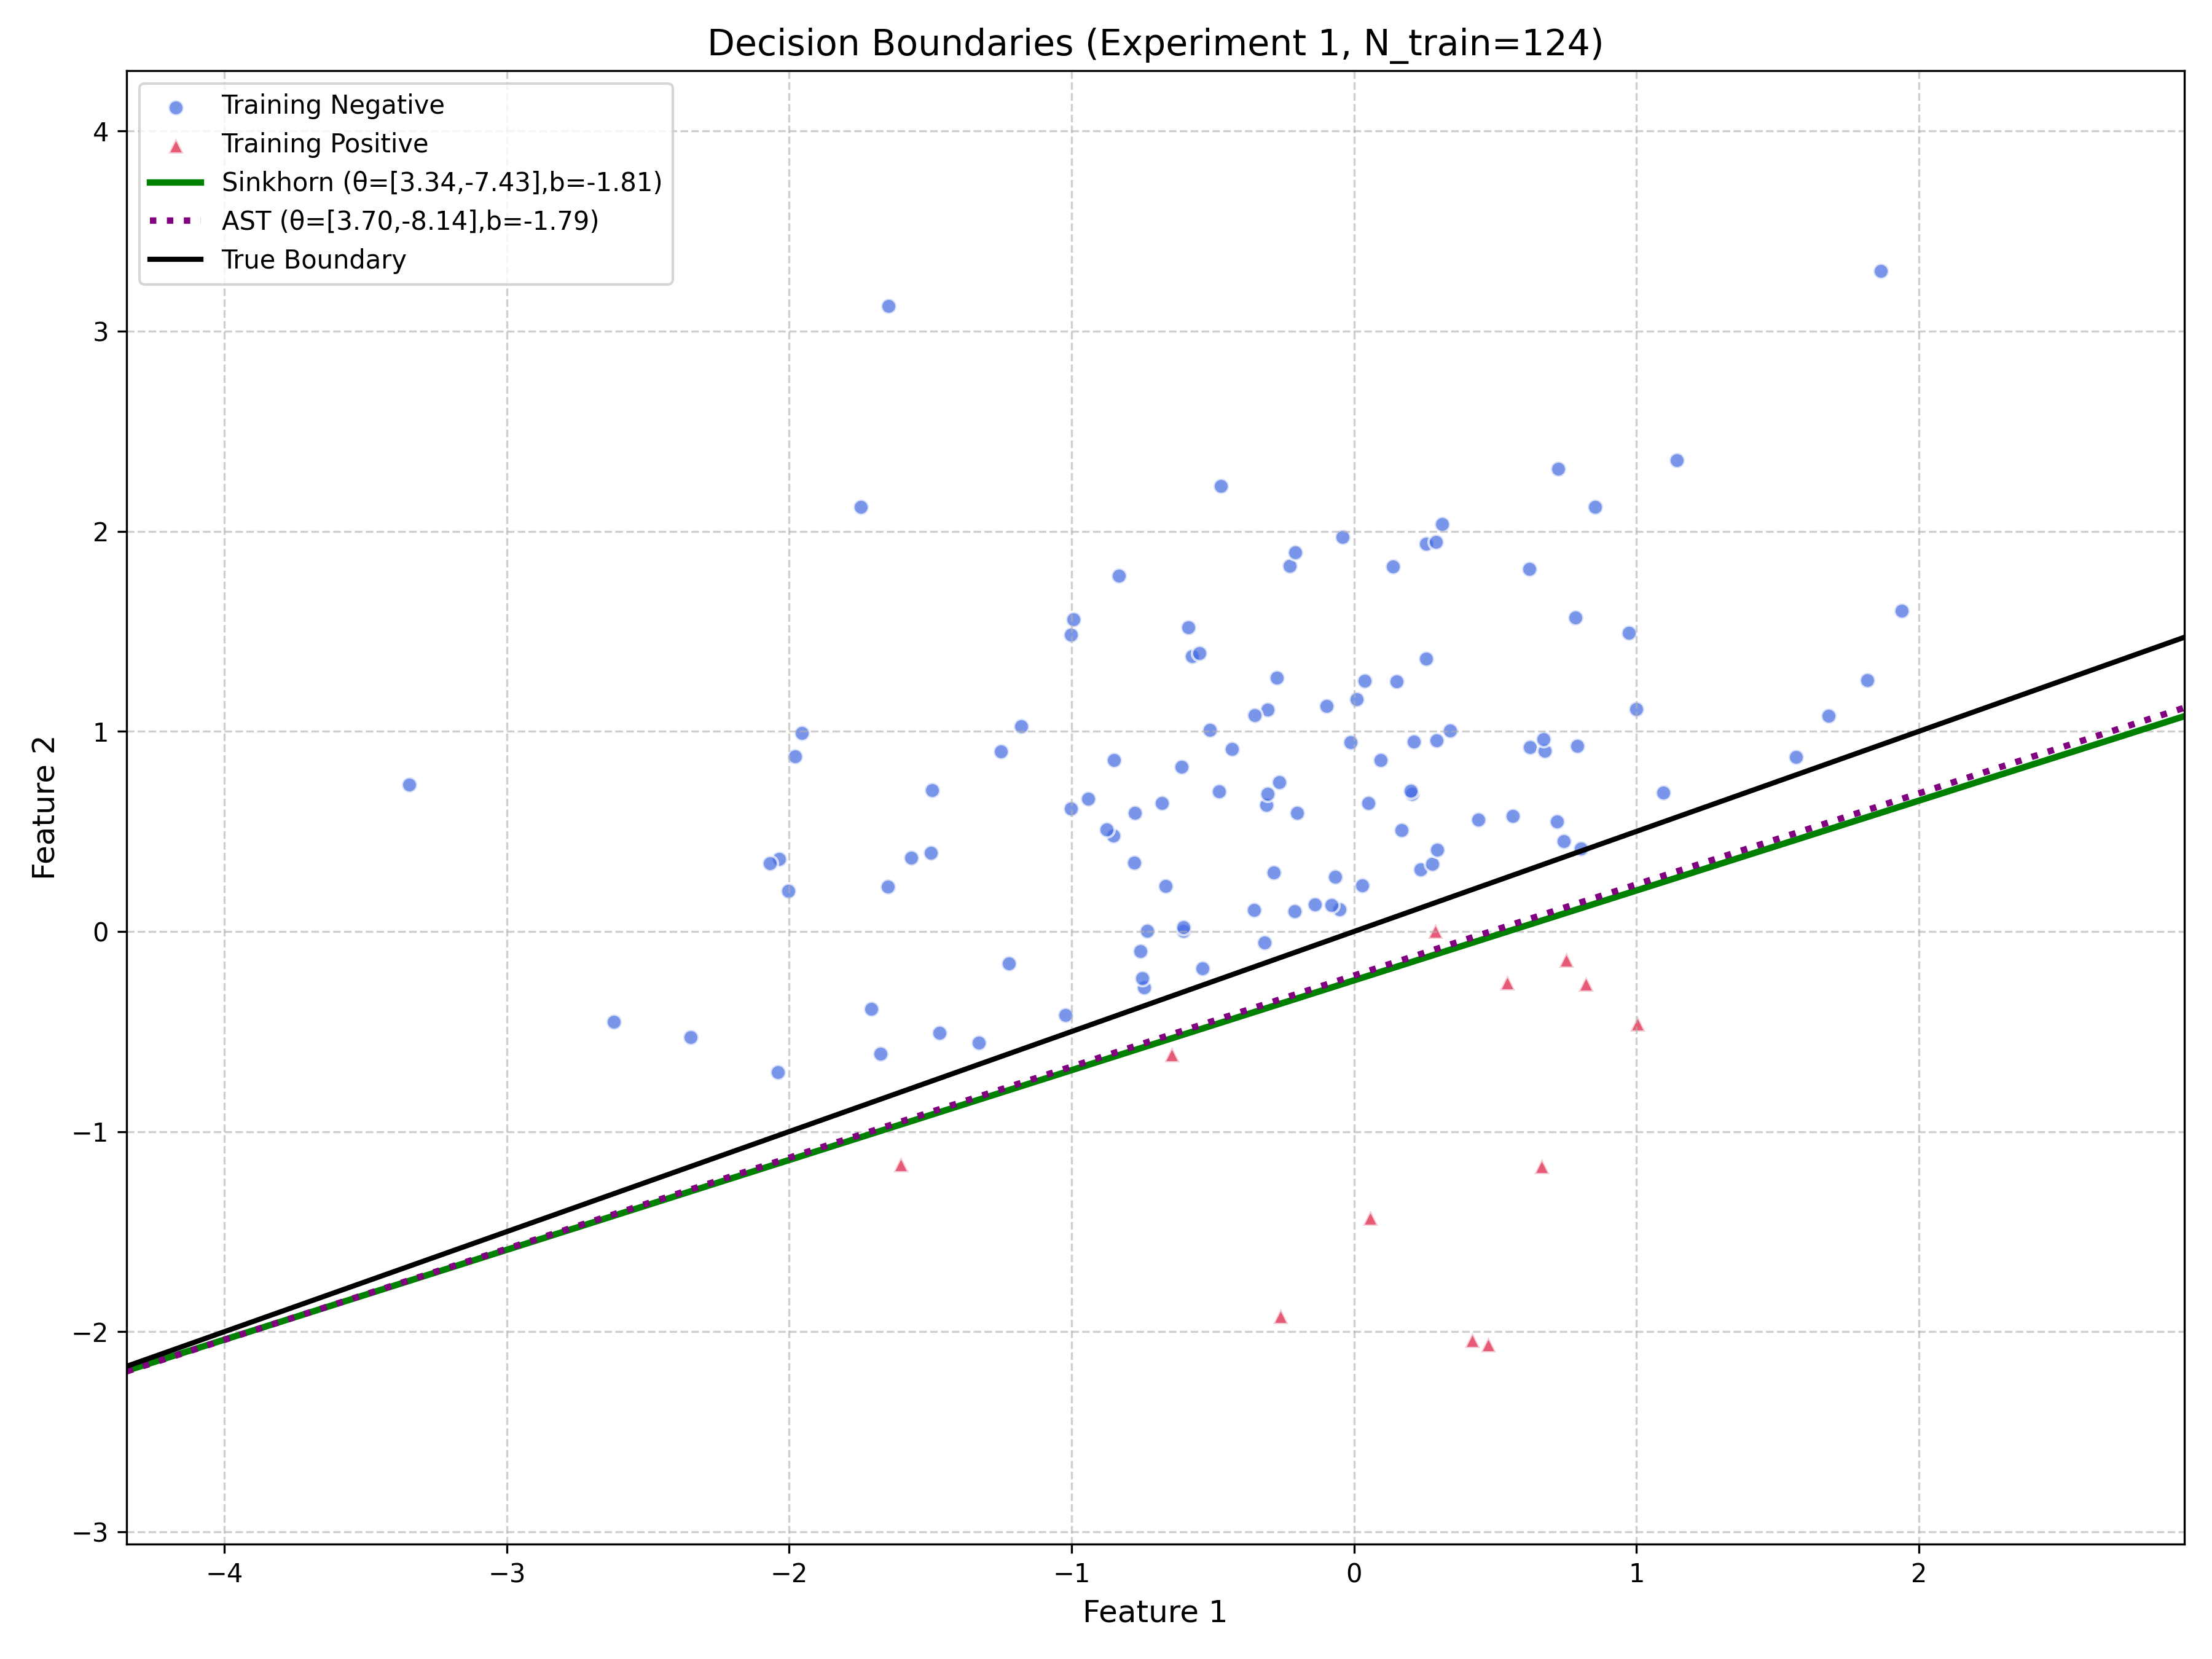 Decision Boundaries (Experiment 1, N_train=124)
Training Negative
Training Positive
Sinkhorn (θ=[3.34,-7.43],b=-1.81)
AST (θ=[3.70,-8.14],b=-1.79)
True Boundary
Feature 2
4
3
2
1
0
−1
−2
−3
−4
−3
−2
−1
0
1
2
Feature 1